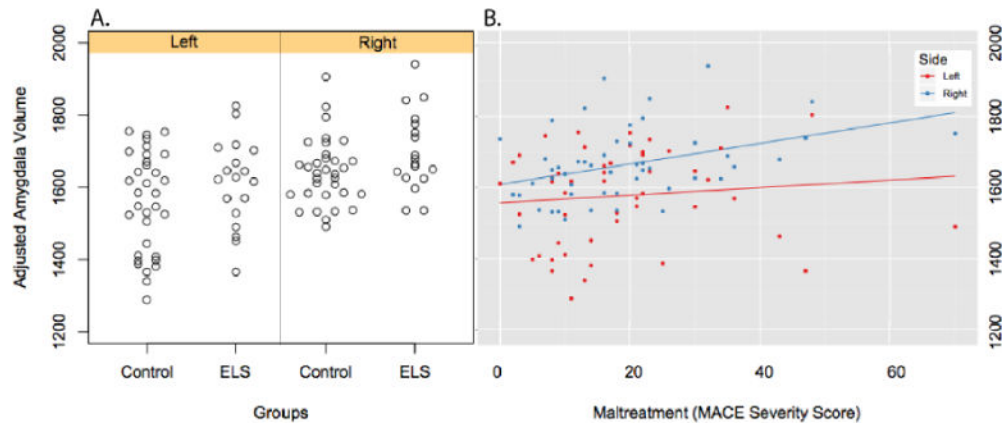 A.
B.
Left
Right
2000
1800
1600
1400
1200
Adjusted Amygdala Volume
Control
ELS
Control
ELS
Groups
Side
Left
Right
2000
1800
1600
1400
1200
0
20
40
60
Maltreatment (MACE Severity Score)